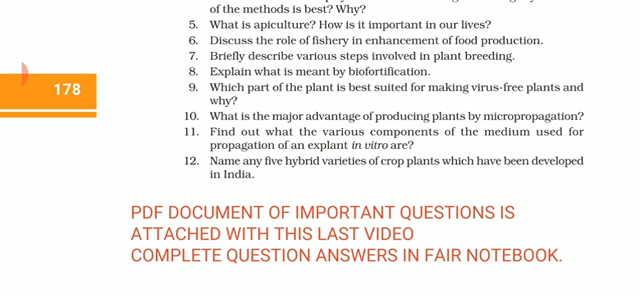 of the methods is best? Why?
5. What is apiculture? How is it important in our lives?
6. Discuss the role of fishery in enhancement of food production.
7. Briefly describe various steps involved in plant breeding.
8. Explain what is meant by biofortification.
178
9. Which part of the plant is best suited for making virus-free plants and
why?
10. What is the major advantage of producing plants by micropropagation?
11. Find out what the various components of the medium used for
propagation of an explant in vitro are?
12. Name any five hybrid varieties of crop plants which have been developed
in India.
PDF DOCUMENT OF IMPORTANT QUESTIONS IS
ATTACHED WITH THIS LAST VIDEO
COMPLETE QUESTION ANSWERS IN FAIR NOTEBOOK.